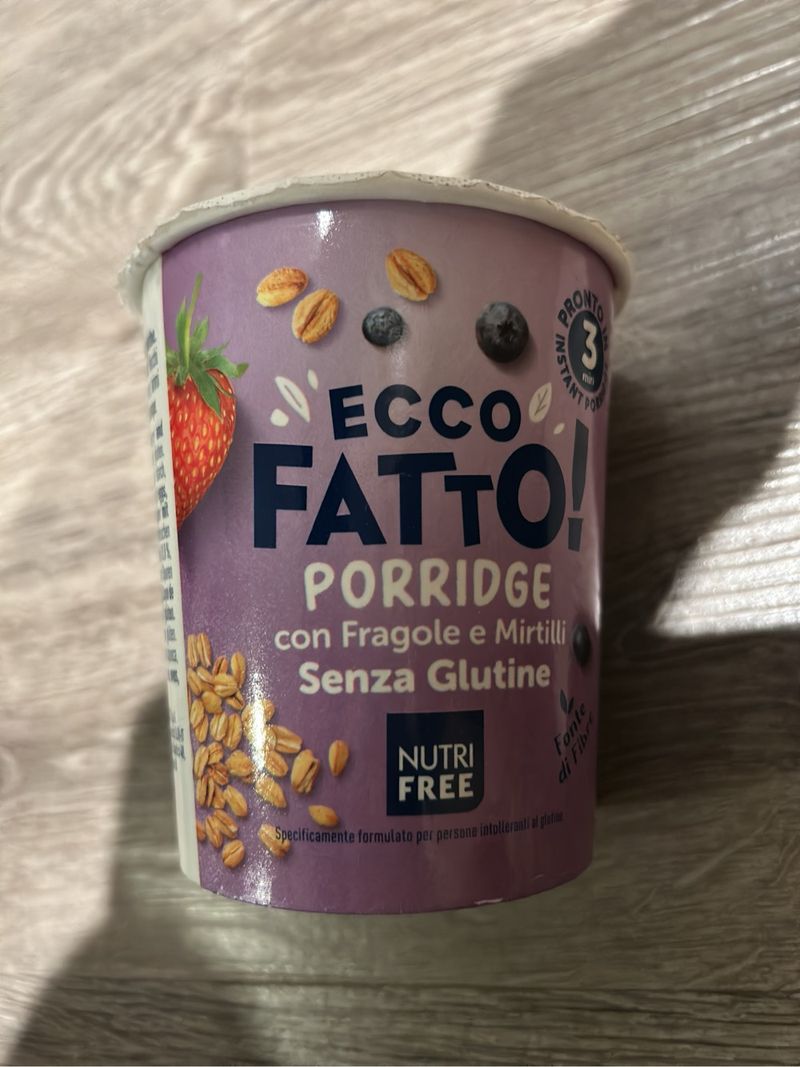 PRONTO IN
3
min
INSTANT PORRIDGE
ECCO
FATTO!
PORRIDGE
con Fragole e Mirtilli
Senza Glutine
Fonte
di Fibre
NUTRI
FREE
Specificamente formulato per persone intolleranti al glutine